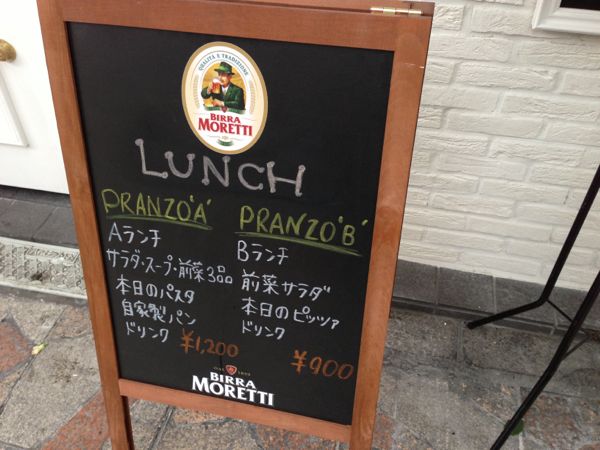 QUALITÀ E TRADIZIONE
BIRRA
MORETTI
LUNCH
PRANZO'A'
Aランチ
サラダ・スープ・前菜3品
本日のパスタ
自家製パン
ドリンク
¥1,200
PRANZO'B'
Bランチ
前菜サラダ
本日のピッツァ
ドリンク
¥900
BIRRA
MORETTI